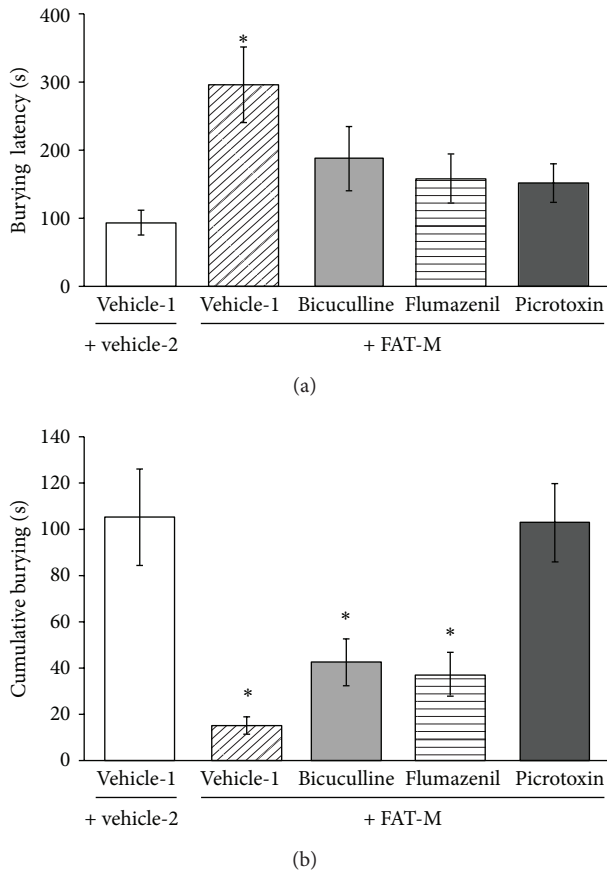 400
300
200
100
0
Burying latency (s)
*
Vehicle-1 Vehicle-1 Bicuculline Flumazenil Picrotoxin
+ vehicle-2 + FAT-M
(a)
140
120
100
80
60
40
20
0
Cumulative burying (s)
* * *
Vehicle-1 Vehicle-1 Bicuculline Flumazenil Picrotoxin
+ vehicle-2 + FAT-M
(b)